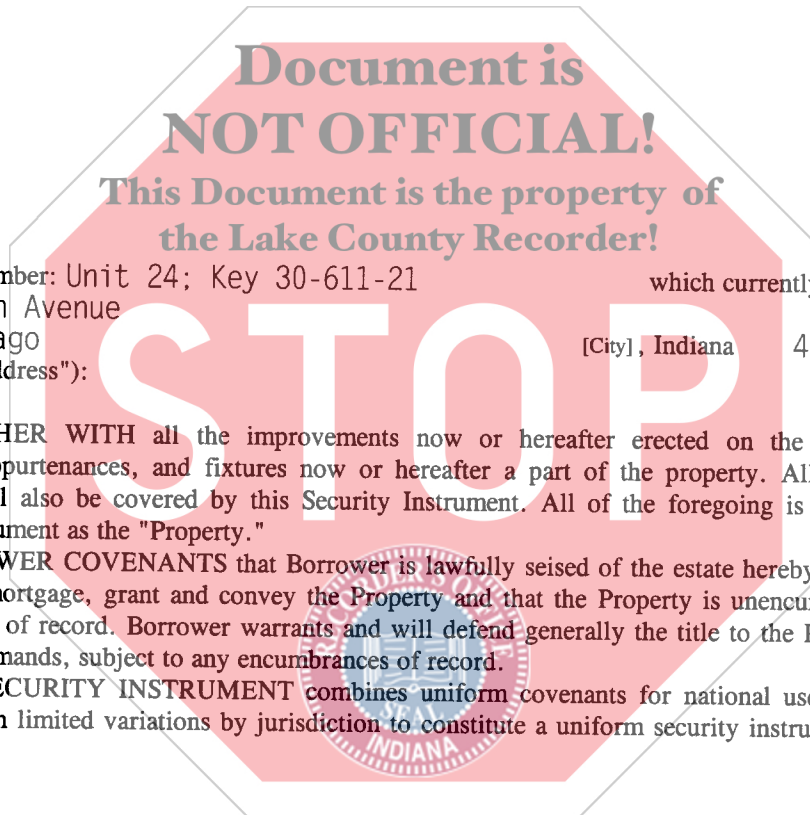 Document is
NOT OFFICIAL!
This Document is the property of
the Lake County Recorder!
mber: Unit 24; Key 30-611-21 which currently
n Avenue
ago [City], Indiana 4
ddress"):
HER WITH all the improvements now or hereafter erected on the
purtenances, and fixtures now or hereafter a part of the property. All
l also be covered by this Security Instrument. All of the foregoing is
ument as the "Property."
WER COVENANTS that Borrower is lawfully seised of the estate hereby
ortgage, grant and convey the Property and that the Property is unencu
of record. Borrower warrants and will defend generally the title to the
mands, subject to any encumbrances of record.
ECURITY INSTRUMENT combines uniform covenants for national use
n limited variations by jurisdiction to constitute a uniform security instru
STOP
RECORDER'S OFFICE
SEAL
INDIANA